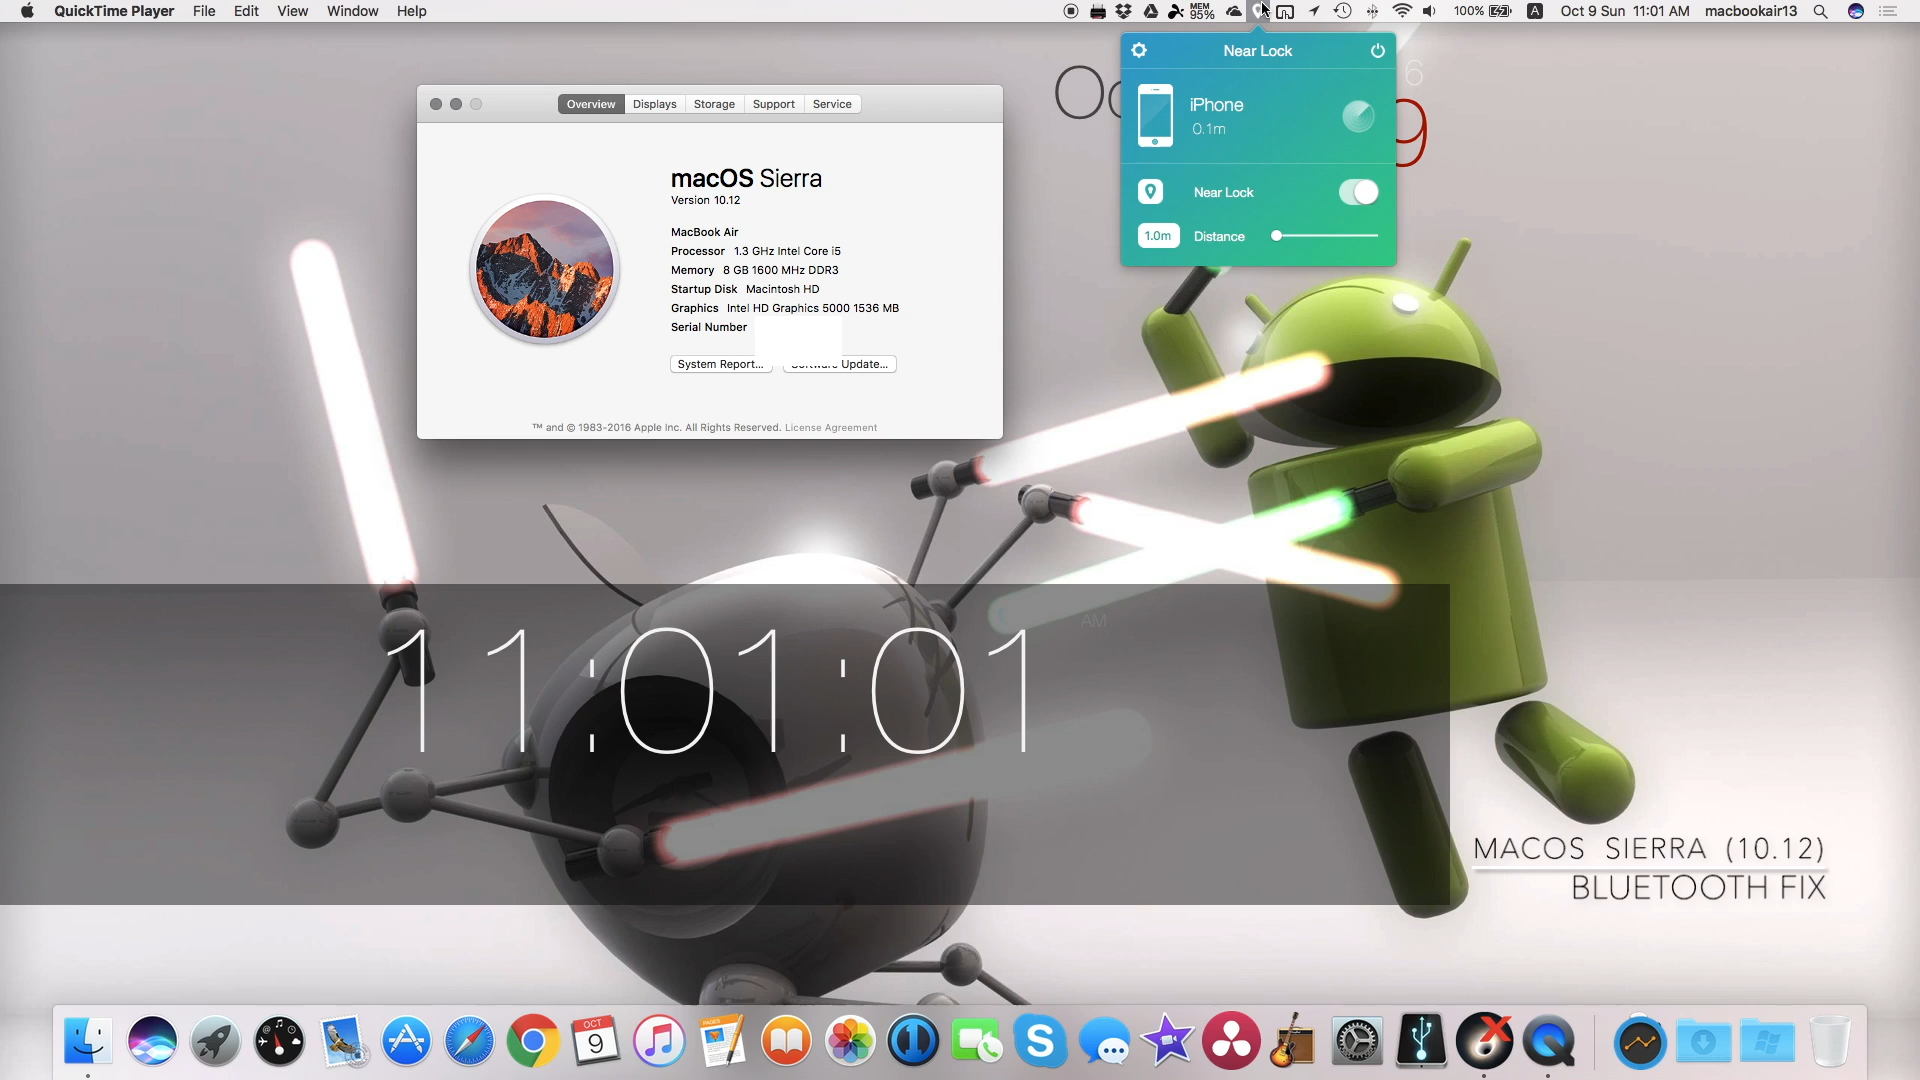 QuickTime Player File Edit View Window Help
MEM
95%
100%
A
Oct 9 Sun 11:01 AM macbookair13
Near Lock
iPhone
0.1m
Near Lock
1.0m Distance
6
9
Overview Displays Storage Support Service
macOS Sierra
Version 10.12
MacBook Air
Processor 1.3 GHz Intel Core i5
Memory 8 GB 1600 MHz DDR3
Startup Disk Macintosh HD
Graphics Intel HD Graphics 5000 1536 MB
Serial Number
System Report... Software Update...
™ and © 1983-2016 Apple Inc. All Rights Reserved. License Agreement
AM
11:01:01
MACOS SIERRA (10.12)
BLUETOOTH FIX
OCT
9
PAGES